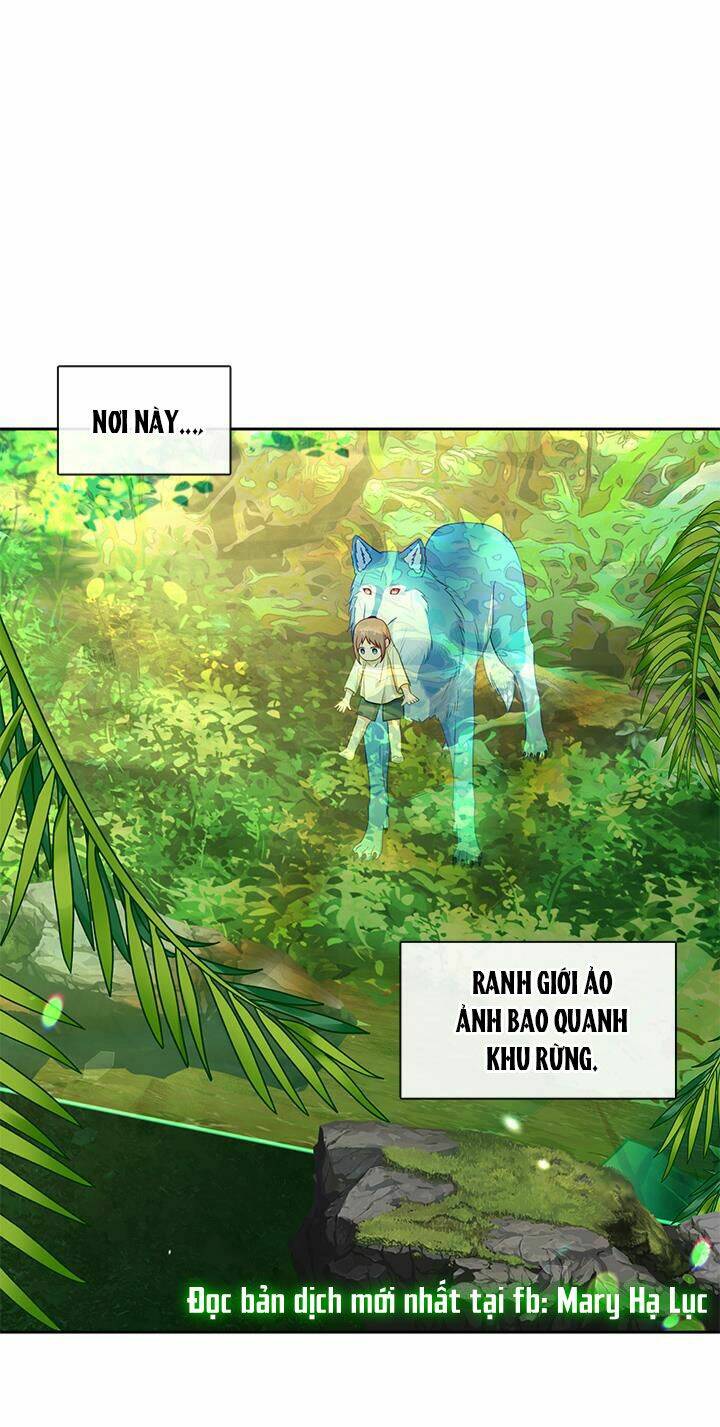 NƠI NÀY....,
RANH GIỚI ẢO
ẢNH BAO QUANH
KHU RỪNG.
Đọc bản dịch mới nhất tại fb: Mary Hạ Lục